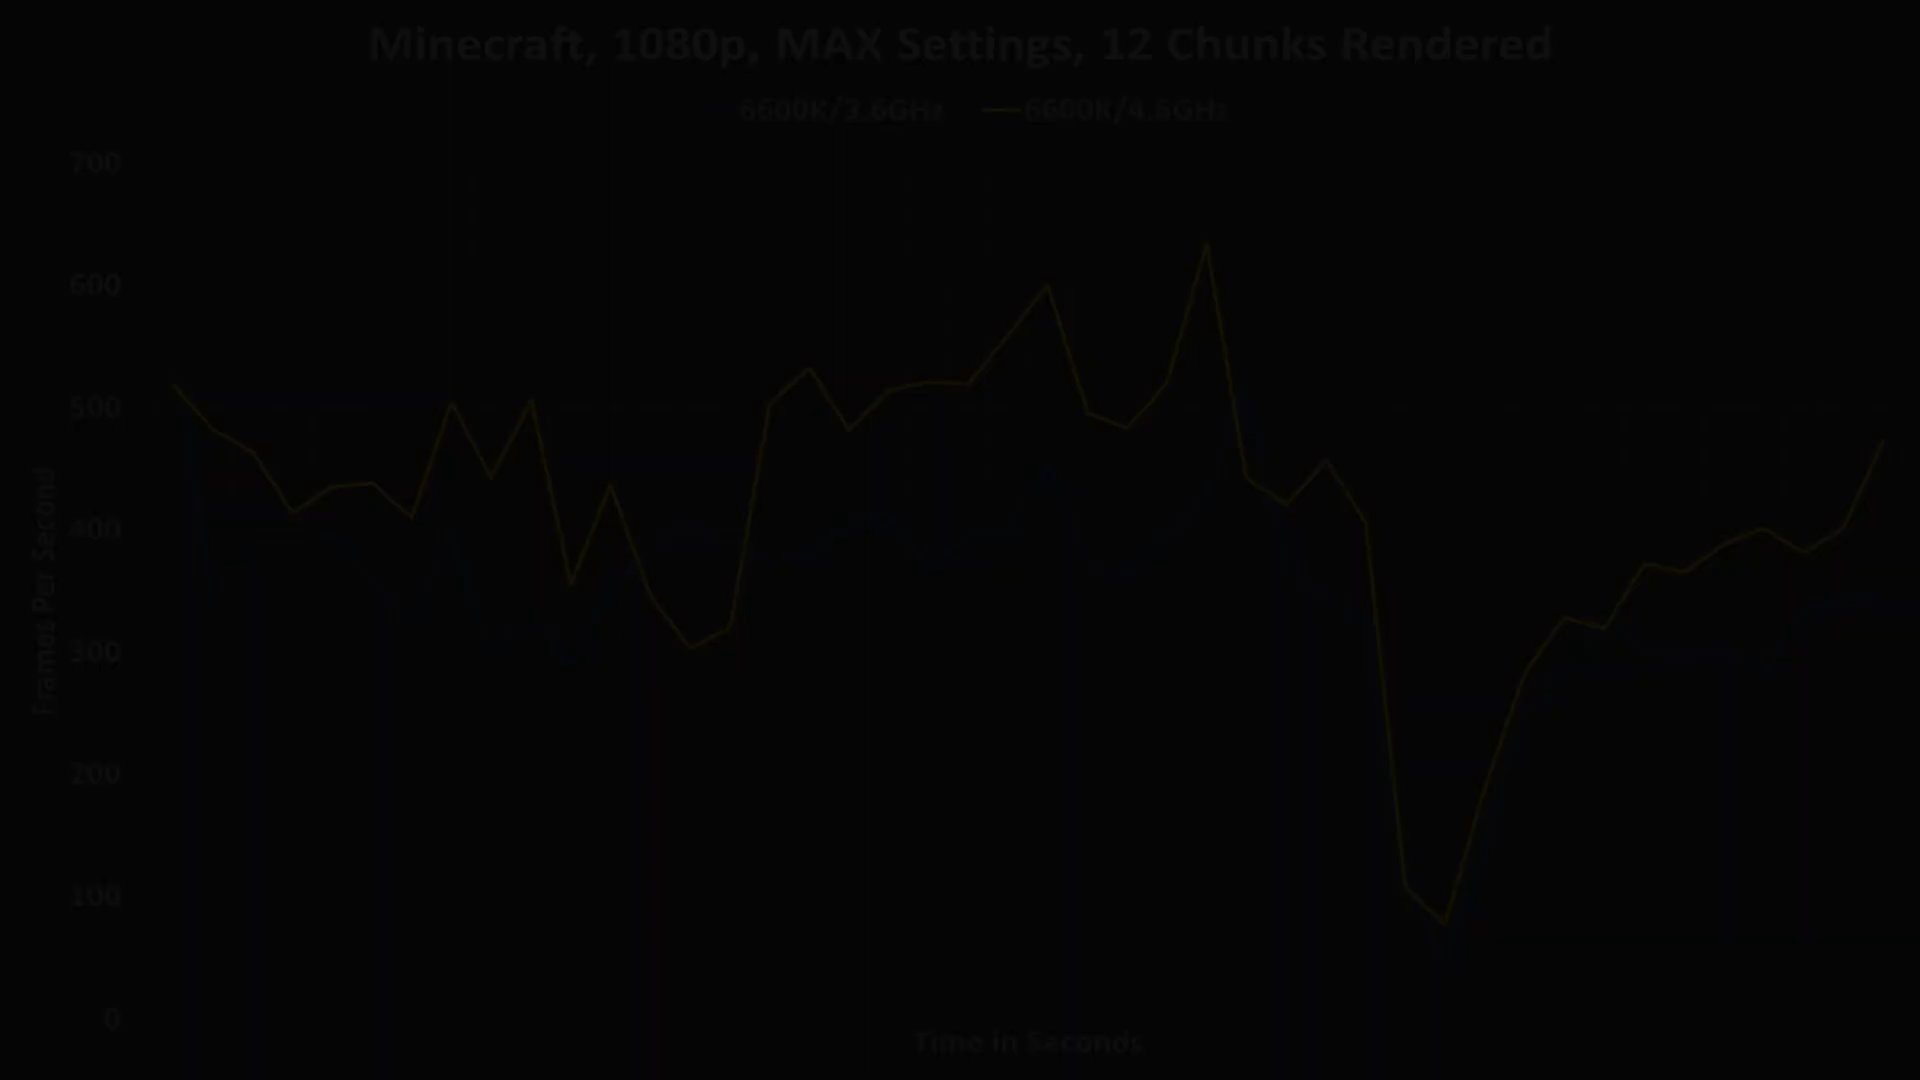 Minecraft, 1080p, MAX Settings, 12 Chunks Rendered
6600K/3.6GHz 6600K/4.6GHz
700
600
500
400
300
200
100
0
Frames Per Second
Time in Seconds